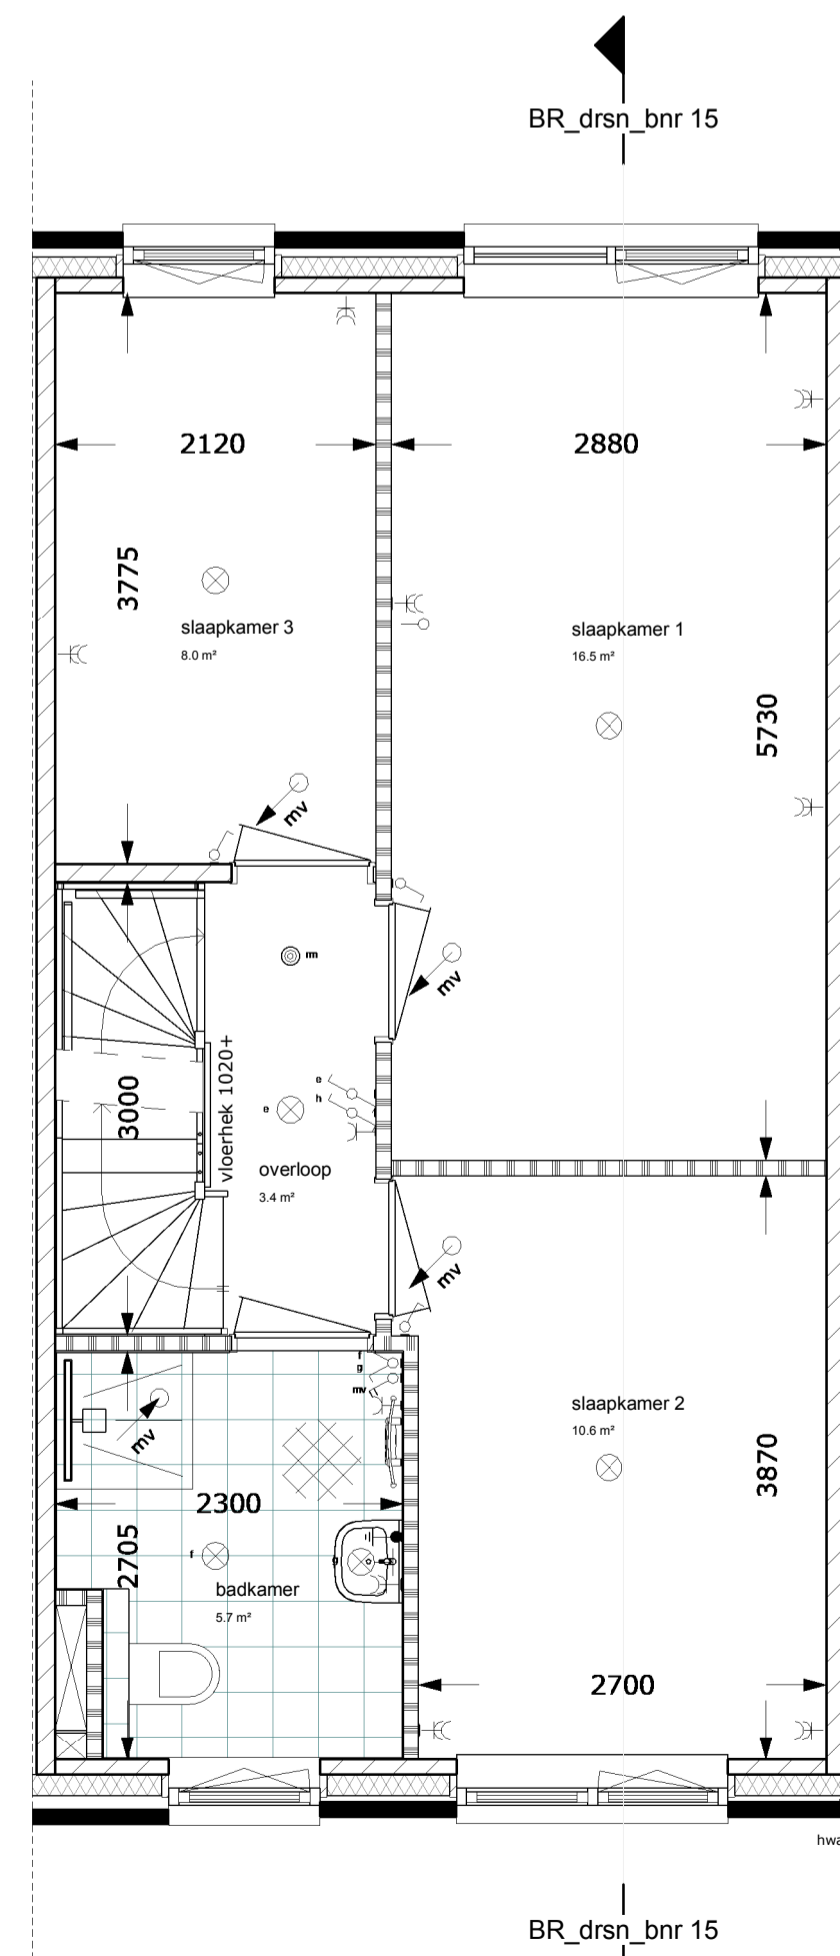 BR_drsn_bnr 15
2120
2880
3775
slaapkamer 3
8.0 m²
slaapkamer 1
16.5 m²
5730
mv
rm
mv
3000
vloerhek 1020+
e
h
e
overloop
3.4 m²
mv
f
g
mv
mv
slaapkamer 2
10.6 m²
3870
2300
2705
f
g
badkamer
5.7 m²
2700
hwa
BR_drsn_bnr 15